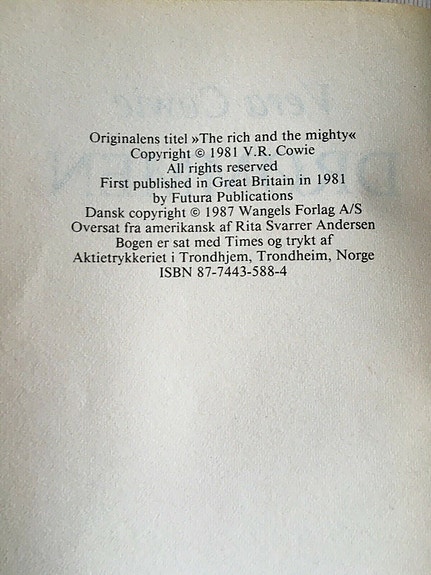 Originalens titel »The rich and the mighty«
Copyright © 1981 V.R. Cowie
All rights reserved
First published in Great Britain in 1981
by Futura Publications
Dansk copyright © 1987 Wangels Forlag A/S
Oversat fra amerikansk af Rita Svarrer Andersen
Bogen er sat med Times og trykt af
Aktietrykkeriet i Trondhjem, Trondheim, Norge
ISBN 87-7443-588-4